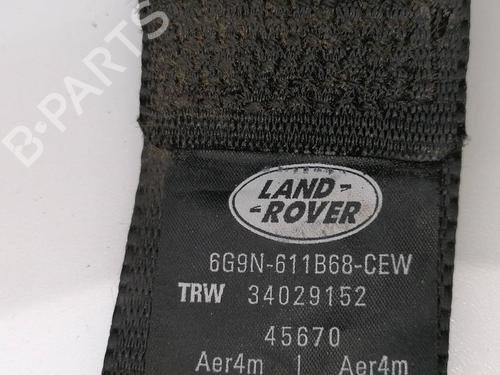 B-PARTS
LAND-
-ROVER
6G9N-611B68-CEW
TRW 34029152
45670
Aer4m | Aer4m